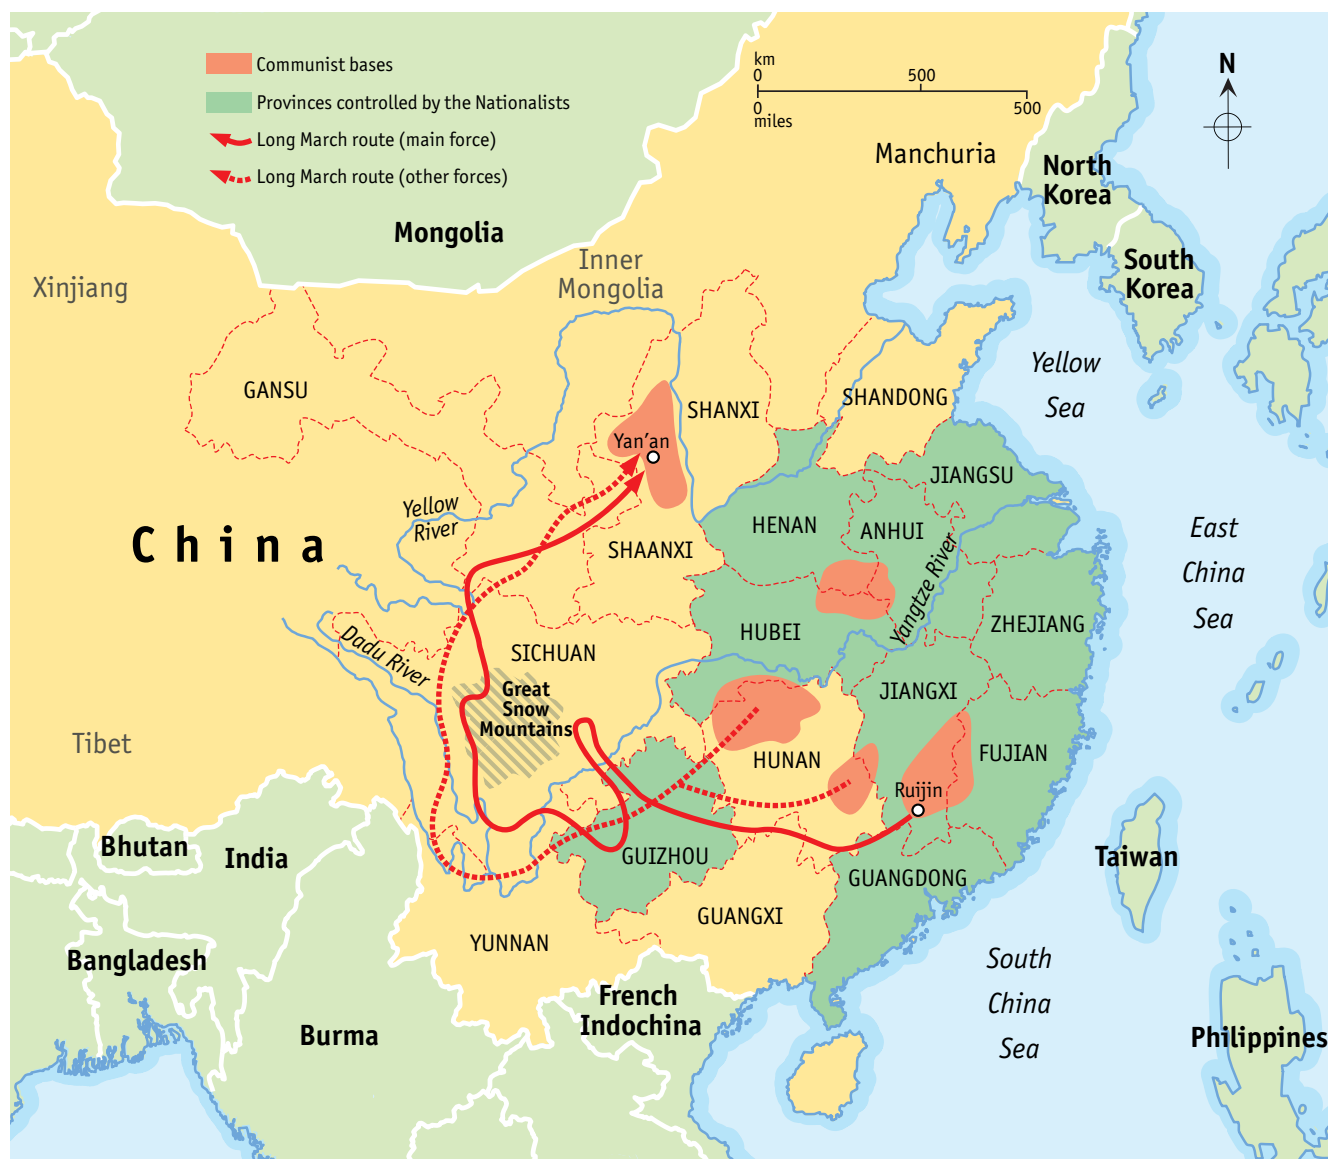 Communist bases
Provinces controlled by the Nationalists
Long March route (main force)
Long March route (other forces)
km
0
500
0
500
miles
N
Manchuria
North
Korea
South
Korea
Mongolia
Inner
Mongolia
Xinjiang
GANSU
SHANXI
SHANDONG
Yellow
Sea
Yan’an
JIANGSU
Yellow
River
HENAN
ANHUI
China
SHAANXI
East
China
Sea
Yangtze River
HUBEI
ZHEJIANG
Dadu River
SICHUAN
Great
Snow
Mountains
JIANGXI
Tibet
HUNAN
FUJIAN
Ruijin
Bhutan
India
GUIZHOU
GUANGDONG
Taiwan
GUANGXI
YUNNAN
Bangladesh
South
China
Sea
French
Indochina
Burma
Philippines